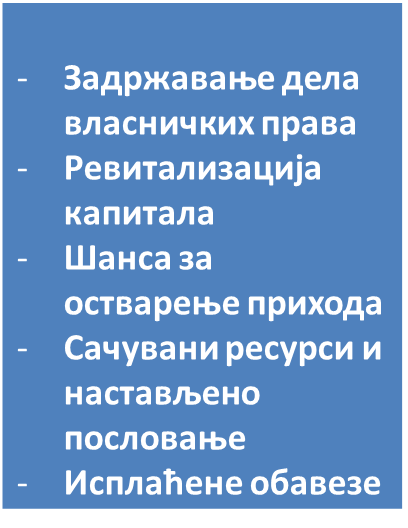 - Задржавање дела
власничких права
- Ревитализација
капитала
- Шанса за
остварење прихода
- Сачувани ресурси и
настављено
пословање
- Исплаћене обавезе